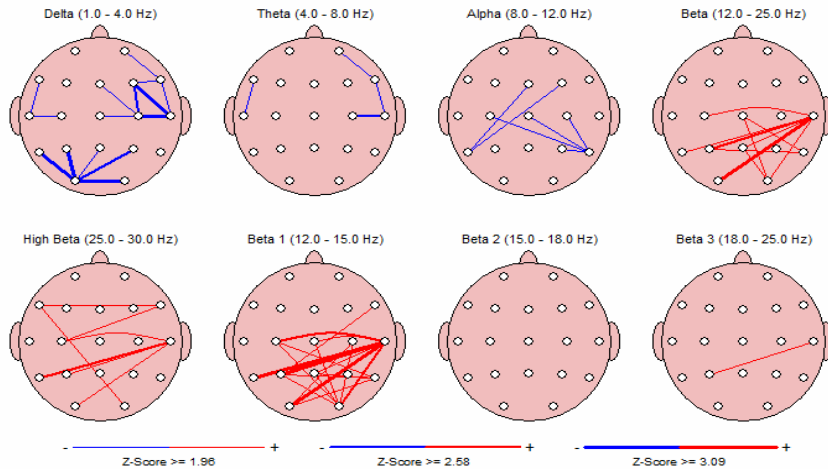 Delta (1.0 - 4.0 Hz) Theta (4.0 - 8.0 Hz) Alpha (8.0 - 12.0 Hz) Beta (12.0 - 25.0 Hz)
High Beta (25.0 - 30.0 Hz) Beta 1 (12.0 - 15.0 Hz) Beta 2 (15.0 - 18.0 Hz) Beta 3 (18.0 - 25.0 Hz)
- + - + - +
Z-Score >= 1.96 Z-Score >= 2.58 Z-Score >= 3.09